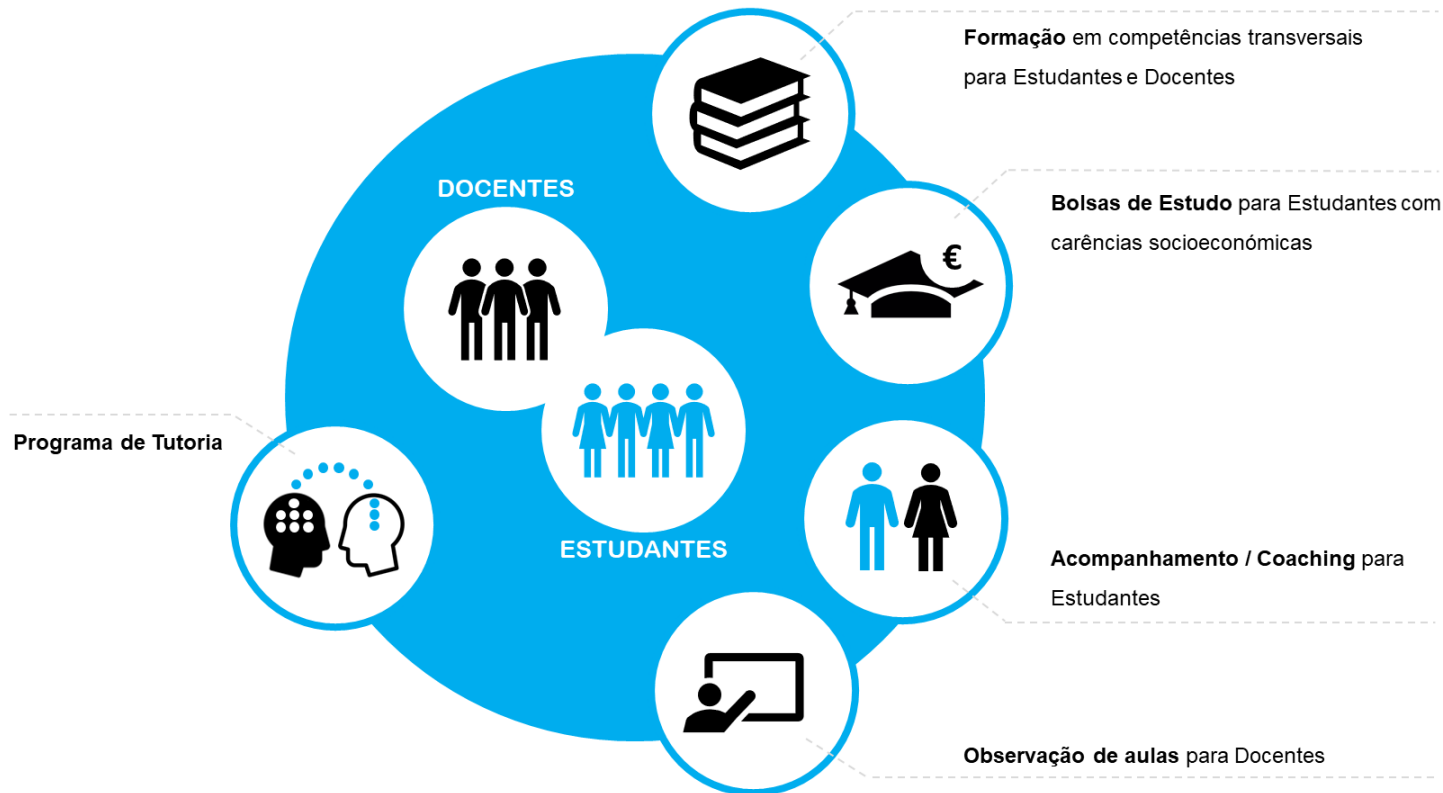 Formação em competências transversais
para Estudantes e Docentes
DOCENTES
Bolsas de Estudo para Estudantes com
carências socioeconómicas
€
Programa de Tutoria
ESTUDANTES
Acompanhamento / Coaching para
Estudantes
Observação de aulas para Docentes